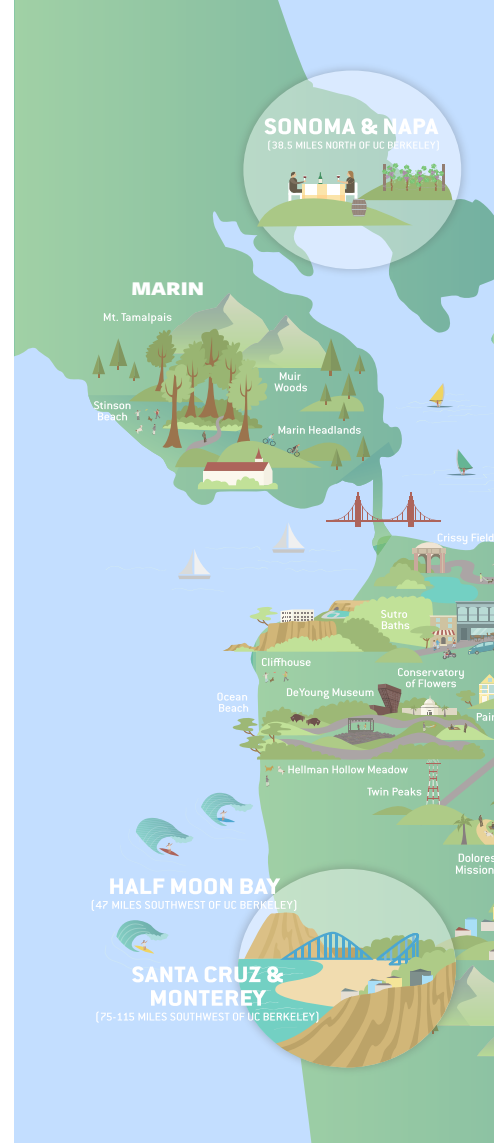 SONOMA & NAPA
(38.5 MILES NORTH OF UC BERKELEY)
MARIN
Mt. Tamalpais
Muir
Woods
Stinson
Beach
Marin Headlands
Crissy Field
Sutro
Baths
Cliffhouse
Conservatory
of Flowers
DeYoung Museum
Ocean
Beach
Pai
Hellman Hollow Meadow
Twin Peaks
Dolores
Mission
HALF MOON BAY
(47 MILES SOUTHWEST OF UC BERKELEY)
SANTA CRUZ &
MONTEREY
(75-115 MILES SOUTHWEST OF UC BERKELEY)